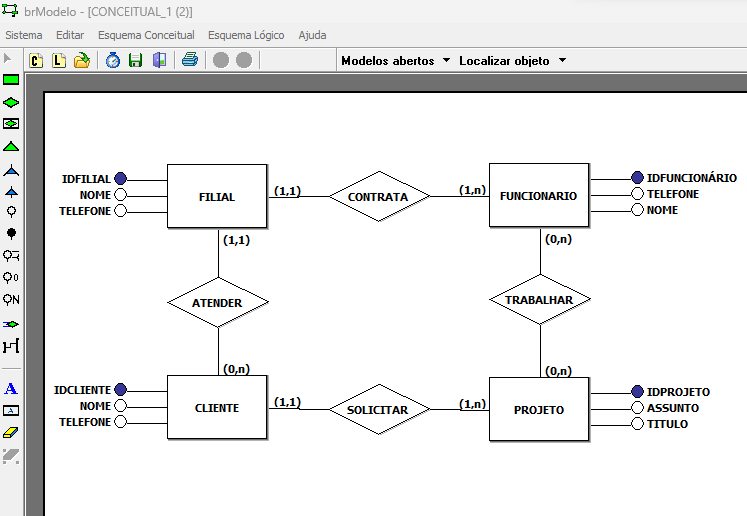 brModelo - [CONCEITUAL_1 (2)]
Sistema Editar Esquema Conceitual Esquema Lógico Ajuda
C L Modelos abertos Localizar objeto
IDFILIAL
NOME
TELEFONE
FILIAL
(1,1)
CONTRATA
(1,n)
FUNCIONARIO
IDFUNCIONÁRIO
TELEFONE
NOME
(1,1)
(0,n)
ATENDER
TRABALHAR
(0,n)
(0,n)
IDCLIENTE
NOME
TELEFONE
CLIENTE
(1,1)
SOLICITAR
(1,n)
PROJETO
IDPROJETO
ASSUNTO
TITULO
0
N
A
A